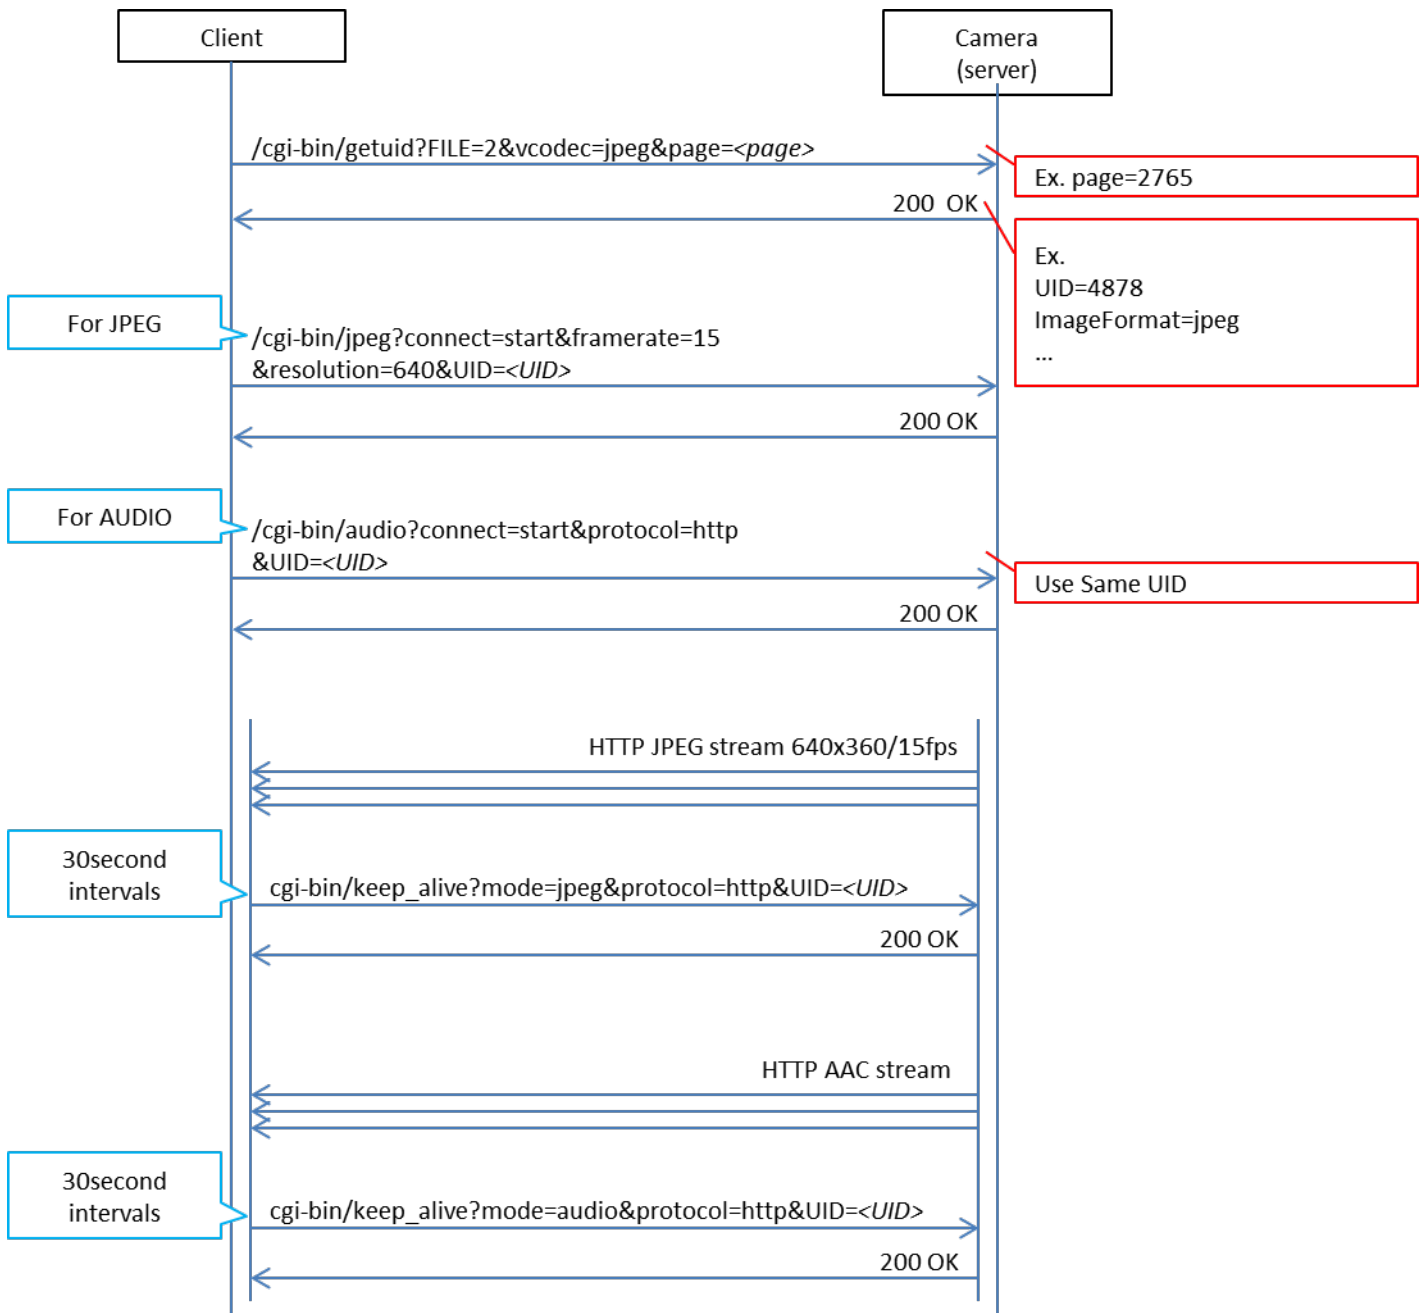 Client
Camera
(server)
/cgi-bin/getuid?FILE=2&vcodec=jpeg&page=<page>
Ex. page=2765
200  OK
Ex.
UID=4878
ImageFormat=jpeg
...
For JPEG
/cgi-bin/jpeg?connect=start&framerate=15
&resolution=640&UID=<UID>
200 OK
For AUDIO
/cgi-bin/audio?connect=start&protocol=http
&UID=<UID>
Use Same UID
200 OK
HTTP JPEG stream 640x360/15fps
30second
intervals
cgi-bin/keep_alive?mode=jpeg&protocol=http&UID=<UID>
200 OK
HTTP AAC stream
30second
intervals
cgi-bin/keep_alive?mode=audio&protocol=http&UID=<UID>
200 OK